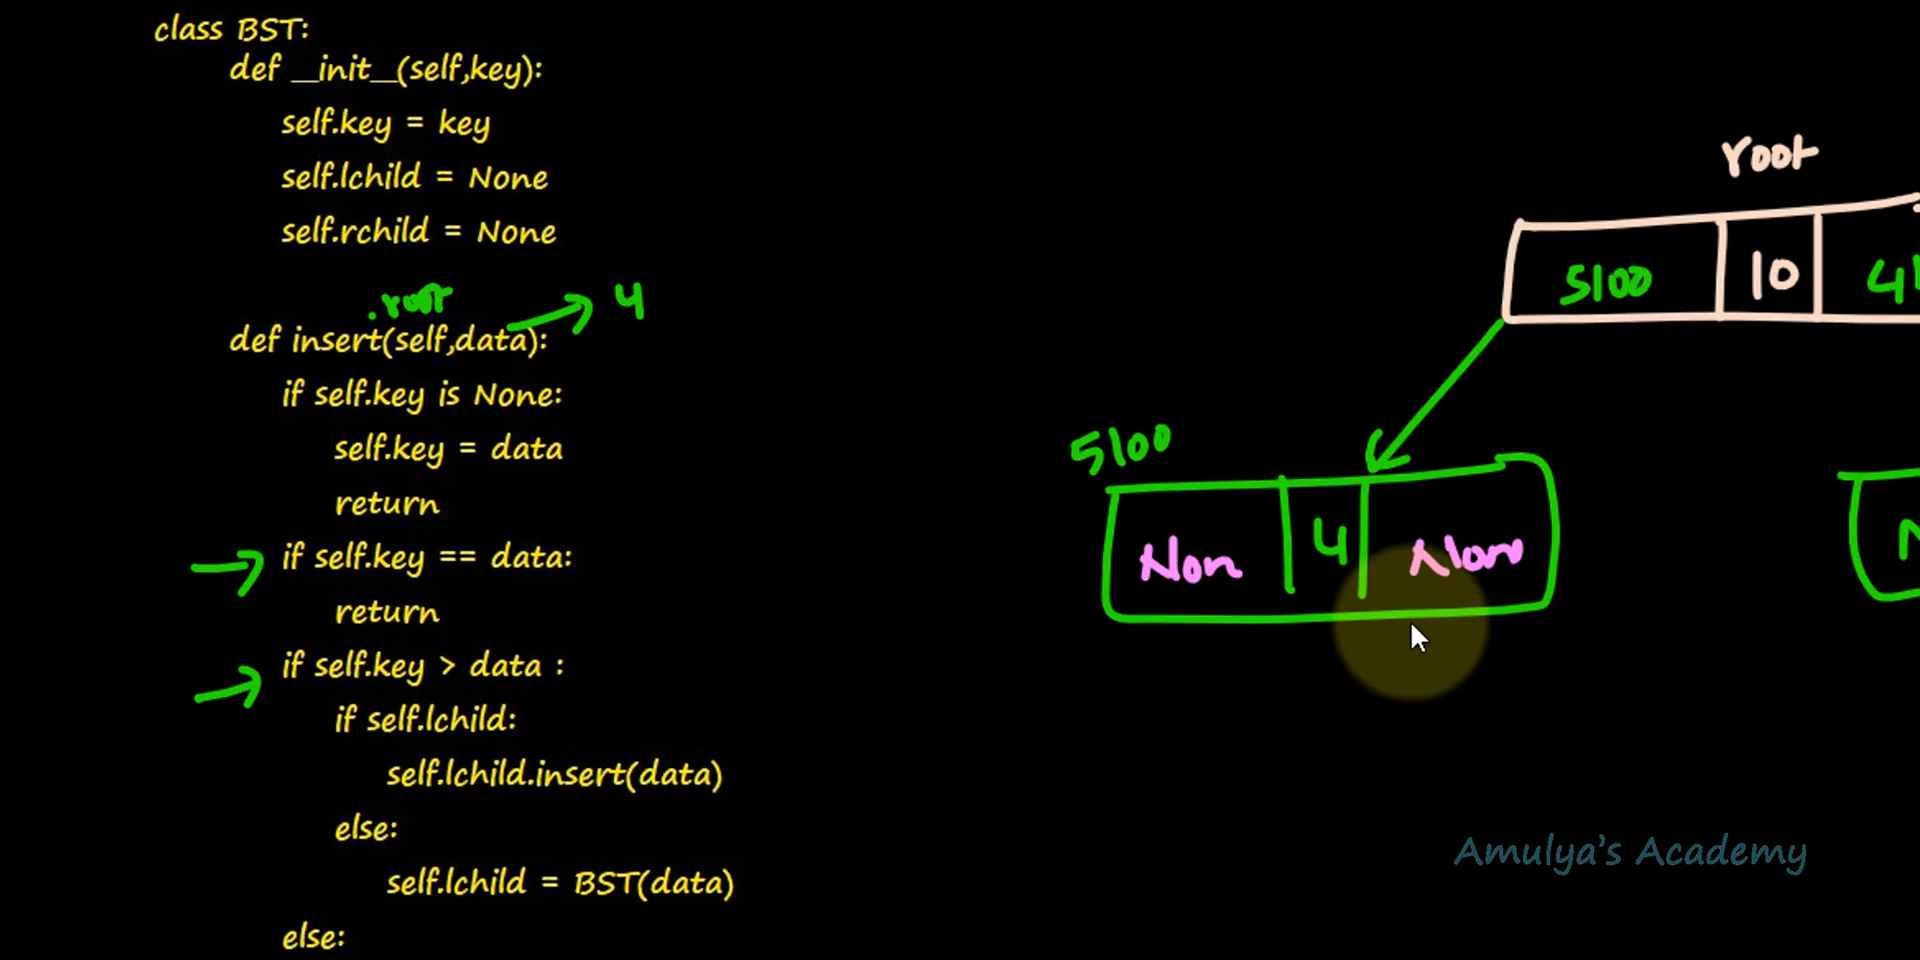 class BST:
def __init__(self,key):
self.key = key
self.lchild = None
self.rchild = None
.root
4
def insert(self,data):
if self.key is None:
self.key = data
return
if self.key == data:
return
if self.key > data :
if self.lchild:
self.lchild.insert(data)
else:
self.lchild = BST(data)
else:
root
5100 10 41
5100
Non 4 Non
N
Amulya's Academy